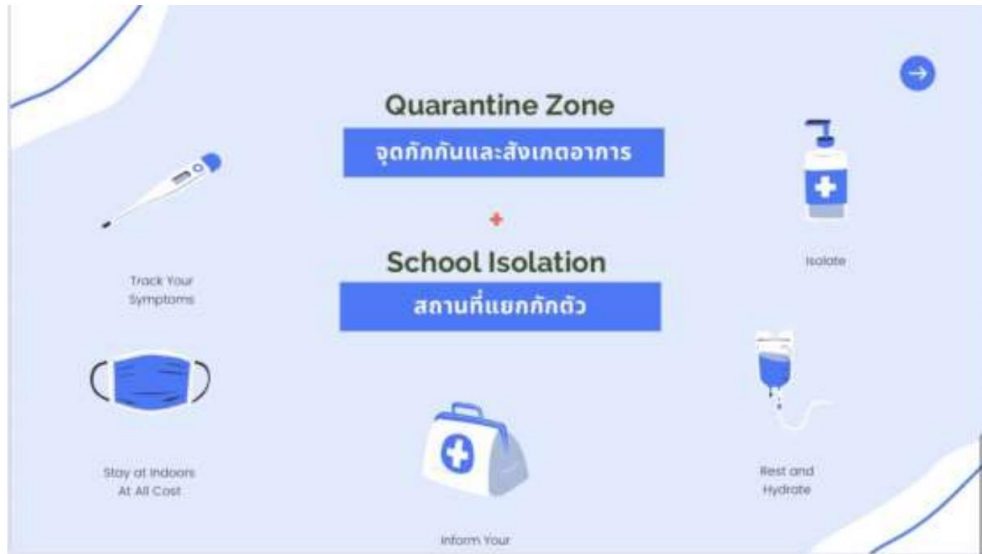 Quarantine Zone
จุดกักกันและสังเกตอาการ
+
School Isolation
สถานที่แยกกักตัว
Track Your
Symptoms
Isolate
Stay at Indoors
At All Cost
Rest and
Hydrate
Inform Your